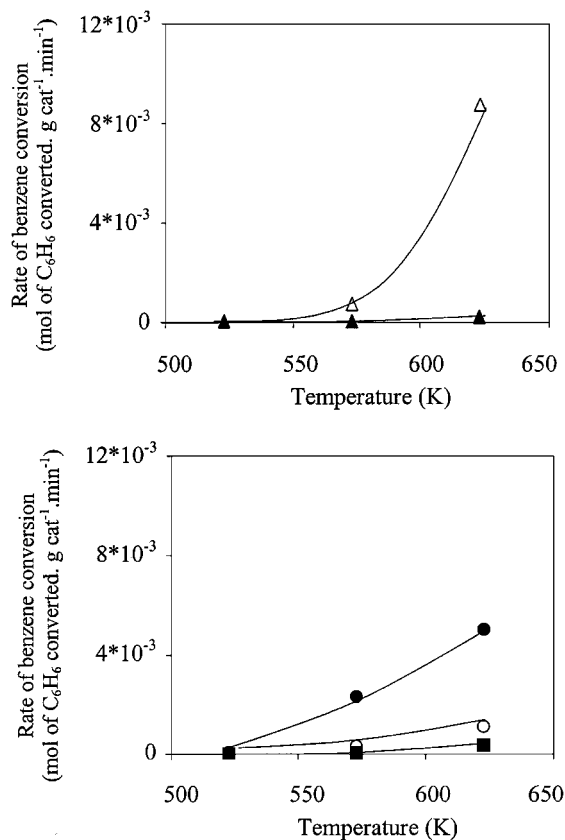 Rate of benzene conversion
(mol of C₆H₆ converted. g cat⁻¹.min⁻¹)
12*10⁻³
8*10⁻³
4*10⁻³
0
500
550
600
650
Temperature (K)
Rate of benzene conversion
(mol of C₆H₆ converted. g cat⁻¹.min⁻¹)
12*10⁻³
8*10⁻³
4*10⁻³
0
500
550
600
650
Temperature (K)